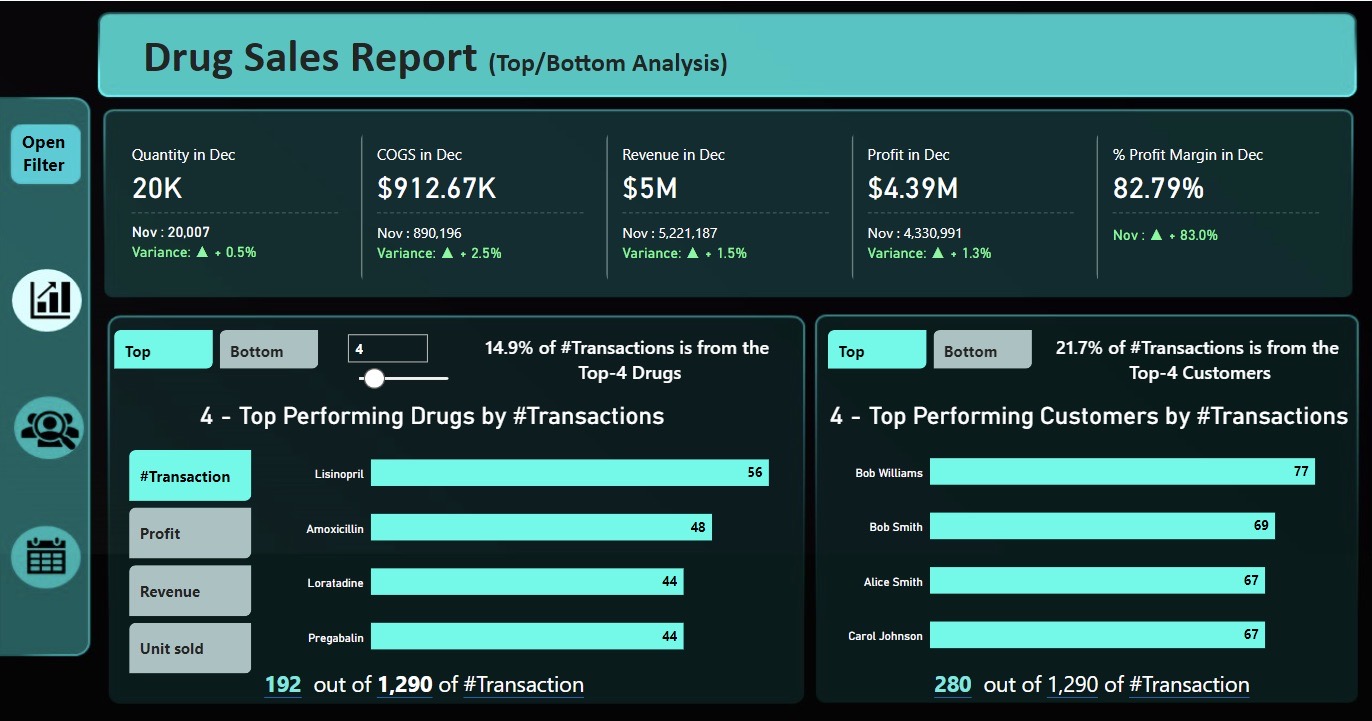 Drug Sales Report (Top/Bottom Analysis)
Open
Filter
Quantity in Dec
20K
Nov : 20,007
Variance: ▲ + 0.5%
COGS in Dec
$912.67K
Nov : 890,196
Variance: ▲ + 2.5%
Revenue in Dec
$5M
Nov : 5,221,187
Variance: ▲ + 1.5%
Profit in Dec
$4.39M
Nov : 4,330,991
Variance: ▲ + 1.3%
% Profit Margin in Dec
82.79%
Nov : ▲ + 83.0%
Top
Bottom
4
14.9% of #Transactions is from the
Top-4 Drugs
4 - Top Performing Drugs by #Transactions
#Transaction
Profit
Revenue
Unit sold
Lisinopril 56
Amoxicillin 48
Loratadine 44
Pregabalin 44
192 out of 1,290 of #Transaction
Top
Bottom
21.7% of #Transactions is from the
Top-4 Customers
4 - Top Performing Customers by #Transactions
Bob Williams 77
Bob Smith 69
Alice Smith 67
Carol Johnson 67
280 out of 1,290 of #Transaction